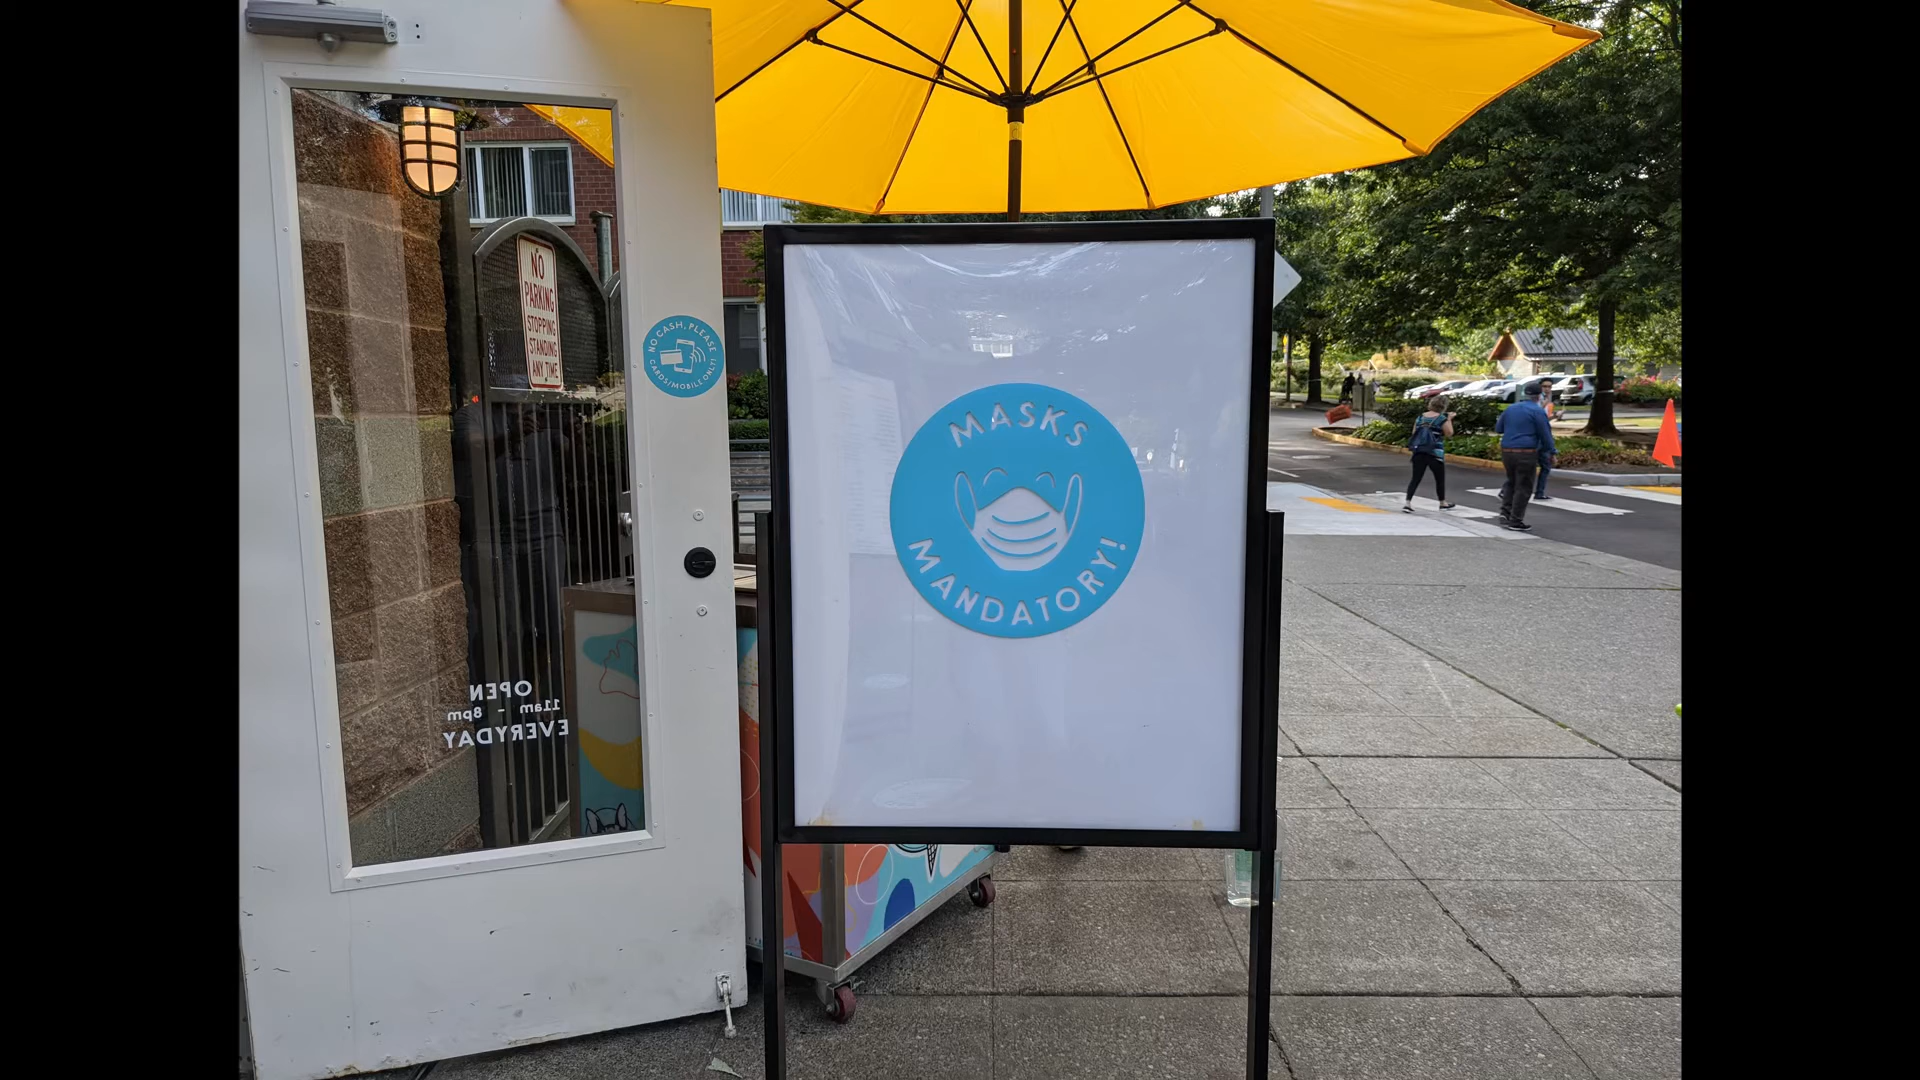 NO
PARKING
STOPPING
STANDING
ANY TIME
NO CASH, PLEASE
CARDS/MOBILE ONLY!
OPEN
11am - 8pm
EVERYDAY
MASKS
MANDATORY!